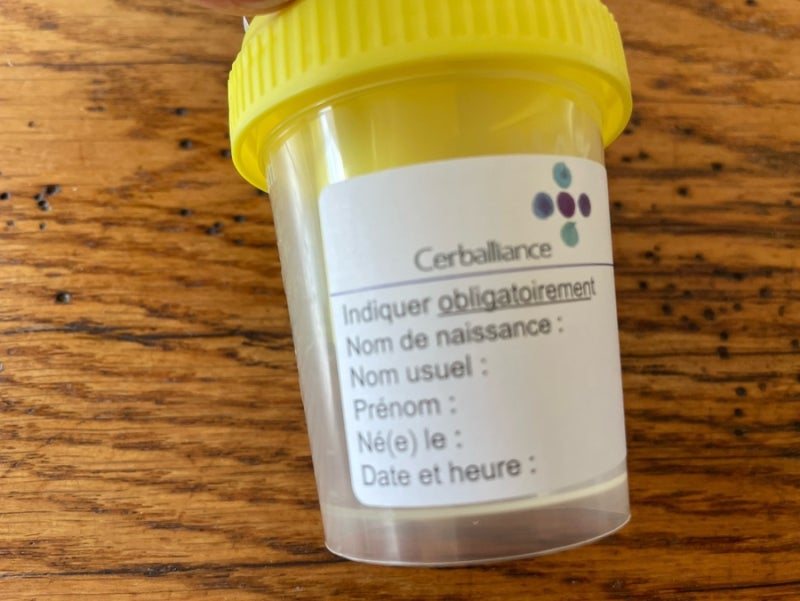 Cerballiance
Indiquer obligatoirement
Nom de naissance :
Nom usuel :
Prénom :
Né(e) le :
Date et heure :